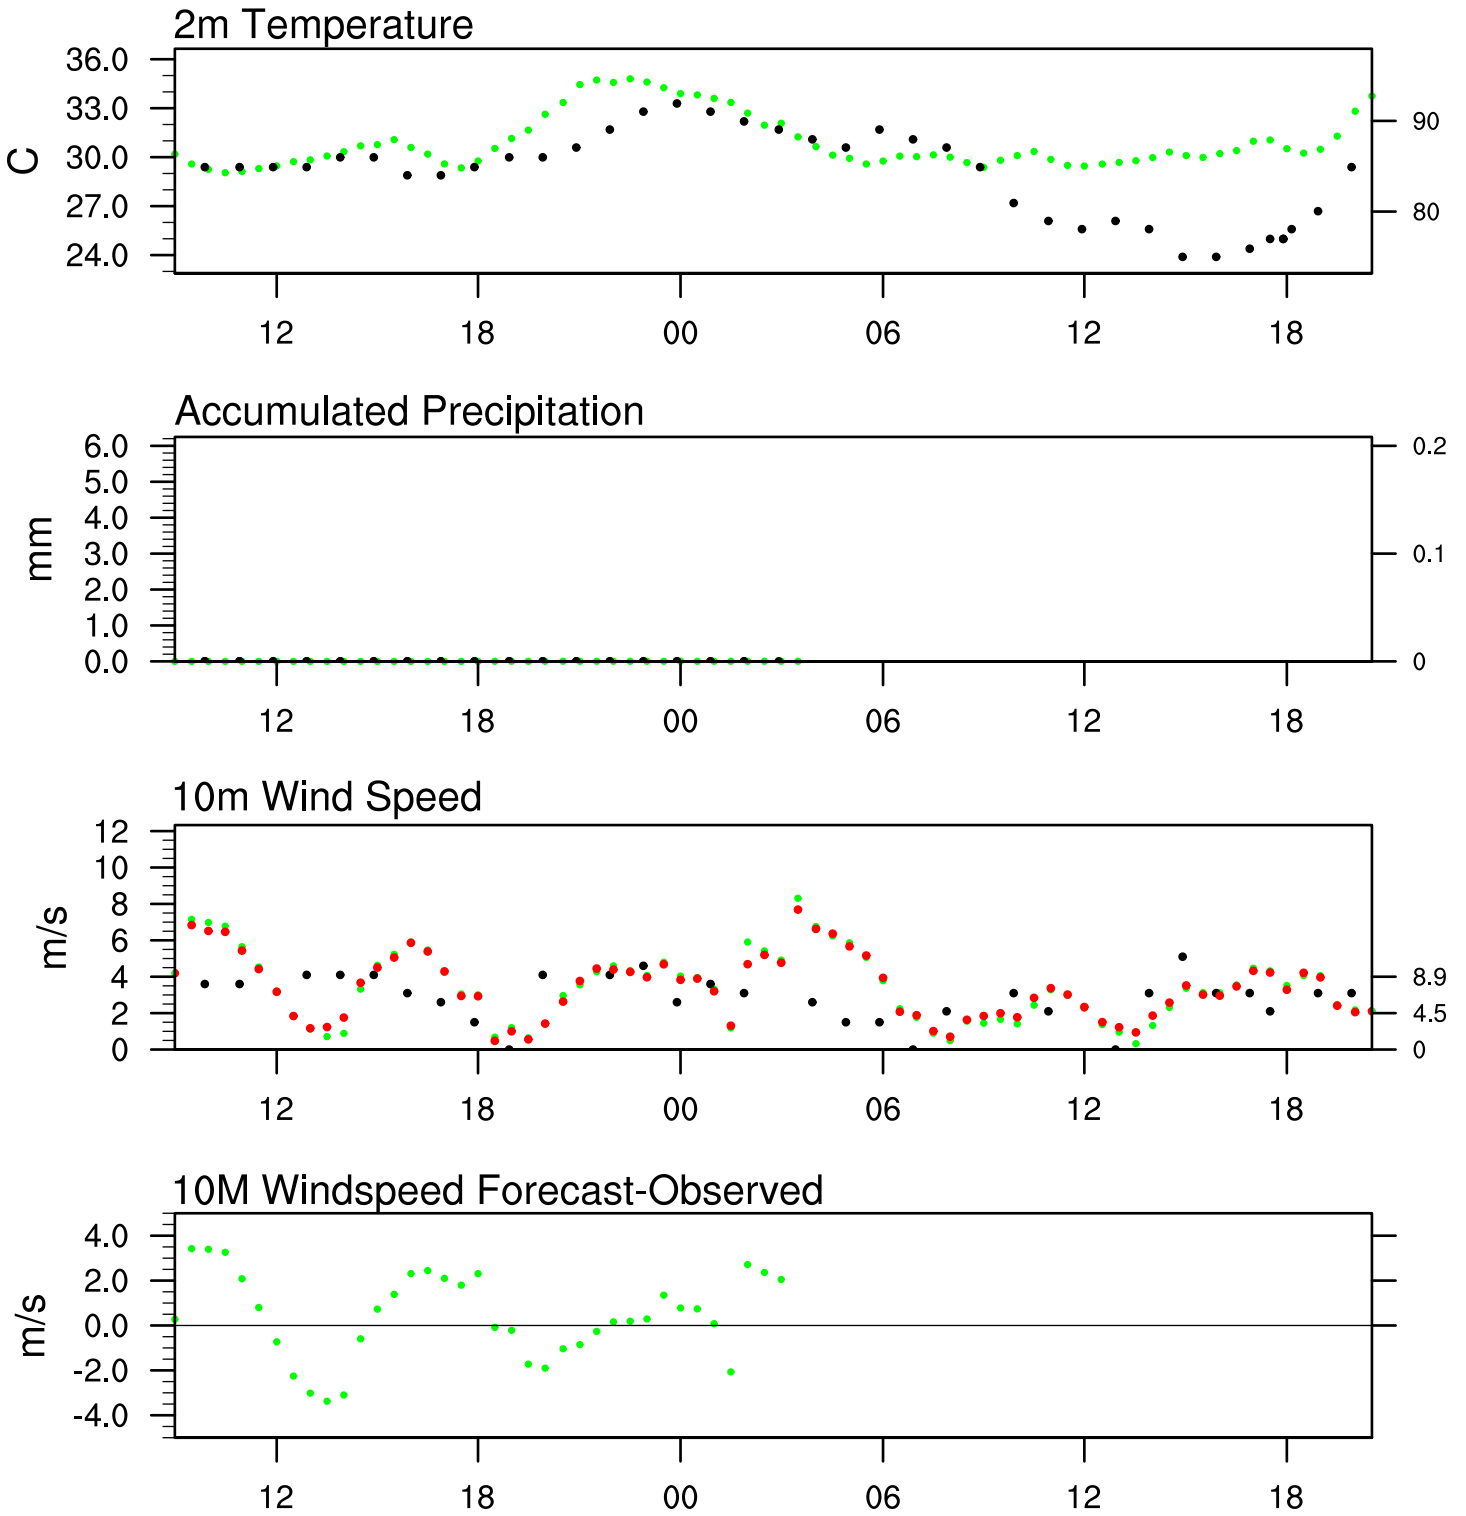 2m Temperature
36.0
33.0
30.0
27.0
24.0
C
90
80
12 18 00 06 12 18
Accumulated Precipitation
6.0
5.0
4.0
3.0
2.0
1.0
0.0
mm
0.2
0.1
0
12 18 00 06 12 18
10m Wind Speed
12
10
8
6
4
2
0
m/s
8.9
4.5
0
12 18 00 06 12 18
10M Windspeed Forecast-Observed
4.0
2.0
0.0
-2.0
-4.0
m/s
12 18 00 06 12 18